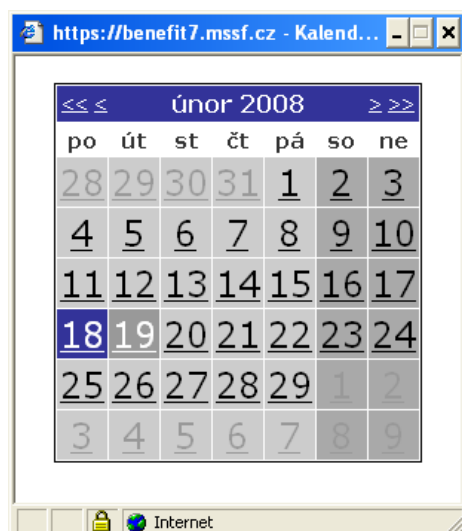 https://benefit7.mssf.cz - Kalend...
<< < únor 2008 > >>
po út st čt pá so ne
28 29 30 31 1 2 3
4 5 6 7 8 9 10
11 12 13 14 15 16 17
18 19 20 21 22 23 24
25 26 27 28 29 1 2
3 4 5 6 7 8 9
Internet